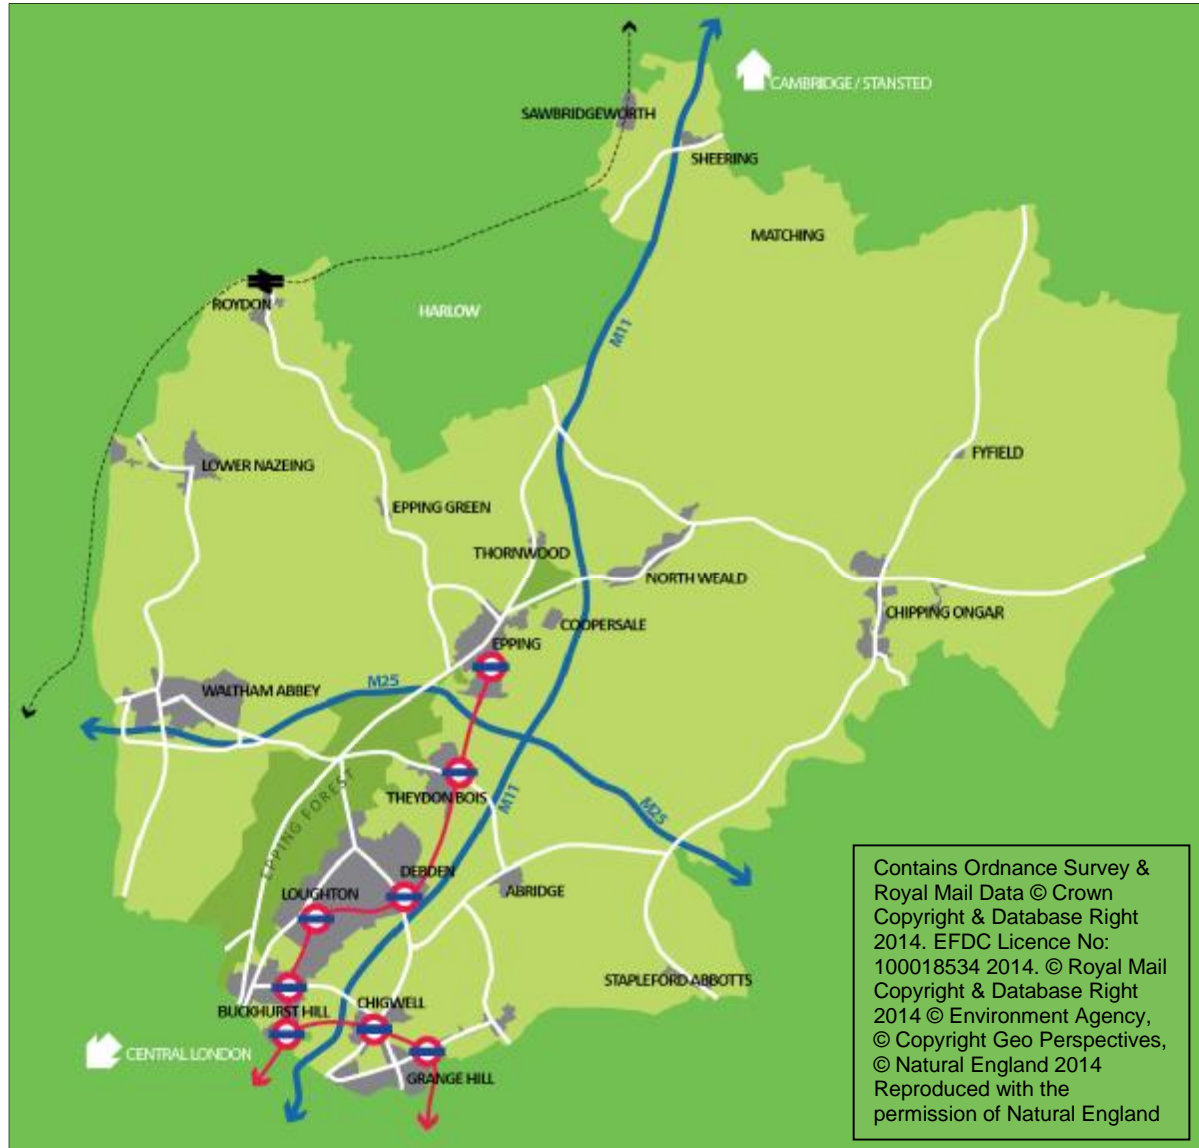 CAMBRIDGE / STANSTED
SAWBRIDGEWORTH
SHEERING
MATCHING
ROYDON
HARLOW
M11
LOWER NAZEING
FYFIELD
EPPING GREEN
THORNWOOD
NORTH WEALD
CHIPPING ONGAR
COOPERSALE
EPPING
WALTHAM ABBEY
M25
THEYDON BOIS
M11
M25
EPPING FOREST
DEBDEN
LOUGHTON
ABRIDGE
STAPLEFORD ABBOTTS
CHIGWELL
BUCKHURST HILL
CENTRAL LONDON
GRANGE HILL
Contains Ordnance Survey &
Royal Mail Data © Crown
Copyright & Database Right
2014. EFDC Licence No:
100018534 2014. © Royal Mail
Copyright & Database Right
2014 © Environment Agency,
© Copyright Geo Perspectives,
© Natural England 2014
Reproduced with the
permission of Natural England